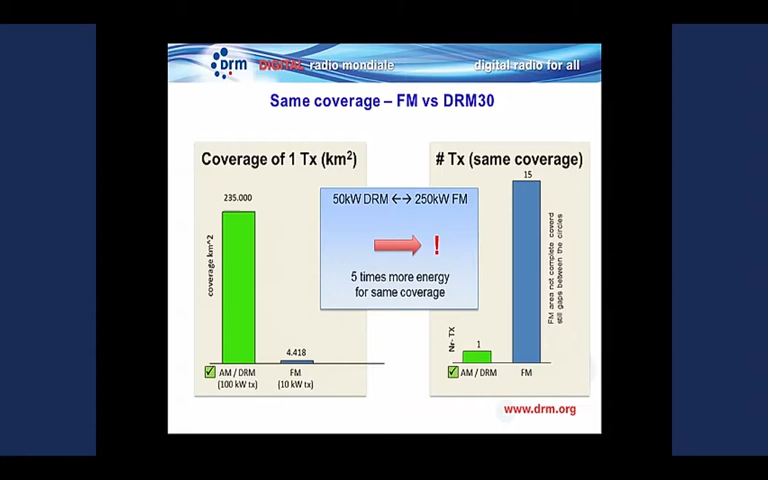 drm DIGITAL radio mondiale
digital radio for all
Same coverage – FM vs DRM30
Coverage of 1 Tx (km²)
235.000
coverage km^2
4.418
AM / DRM
(100 kW tx)
FM
(10 kW tx)
50kW DRM ↔ 250kW FM
!
5 times more energy
for same coverage
# Tx (same coverage)
15
Nr- TX
1
AM / DRM
FM
FM area not complete coverd
still gaps between the circles
www.drm.org